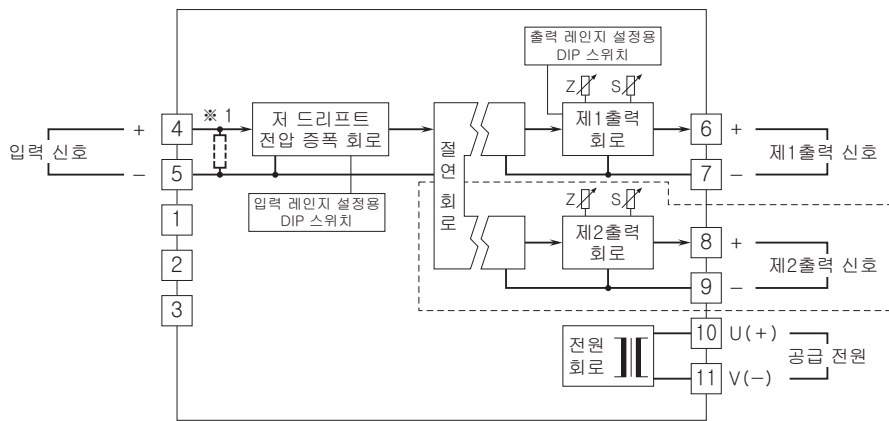 출력 레인지 설정용
DIP 스위치
Z S
※ 1
입력 신호
+ 4
− 5
저 드리프트
전압 증폭 회로
절연 회로
제1출력
회로
6 +
7 −
제1출력 신호
입력 레인지 설정용
DIP 스위치
1
2
3
Z S
제2출력
회로
8 +
9 −
제2출력 신호
전원
회로
10 U(+)
11 V(−)
공급 전원